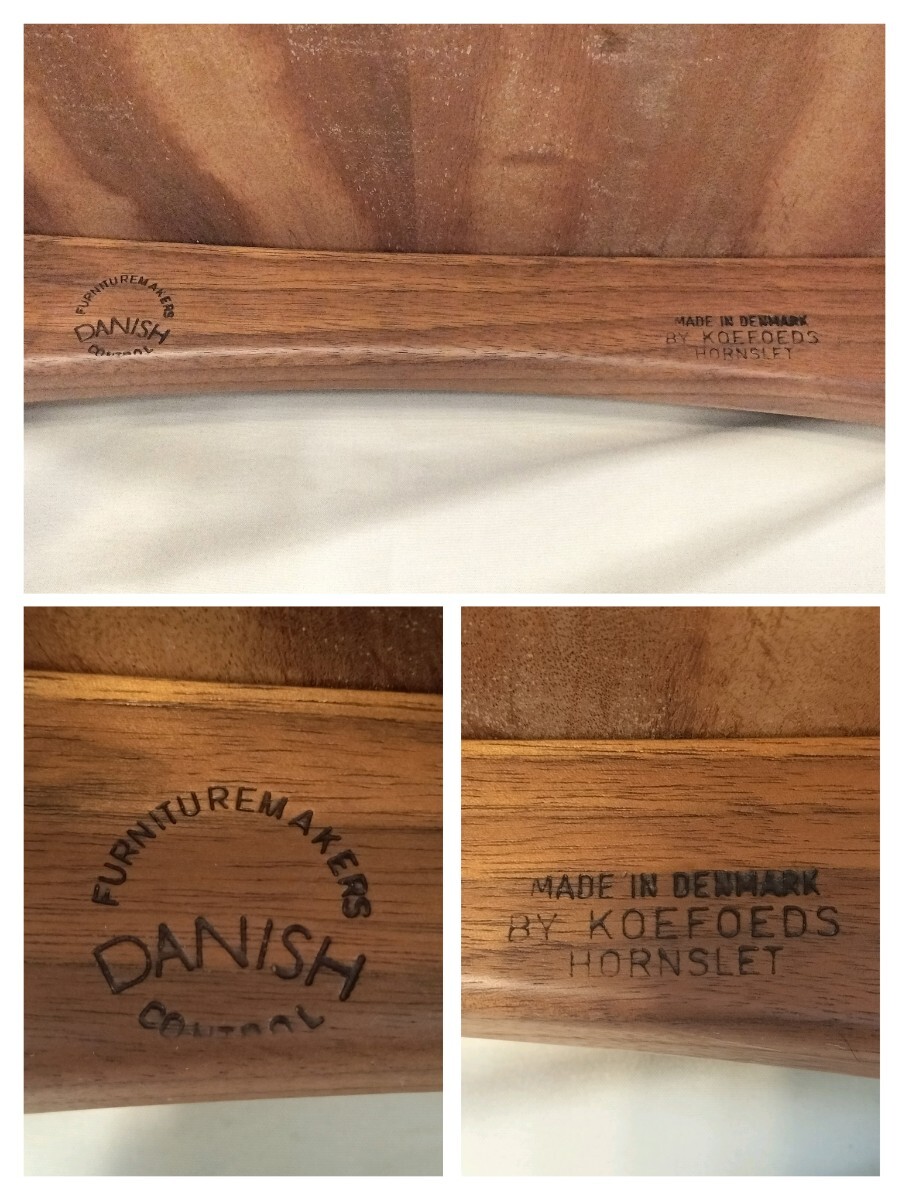 FURNITUREMAKERS
DANISH
CONTROL
MADE IN DENMARK
BY KOEFOEDS
HORNSLET
FURNITUREMAKERS
DANISH
CONTROL
MADE IN DENMARK
BY KOEFOEDS
HORNSLET